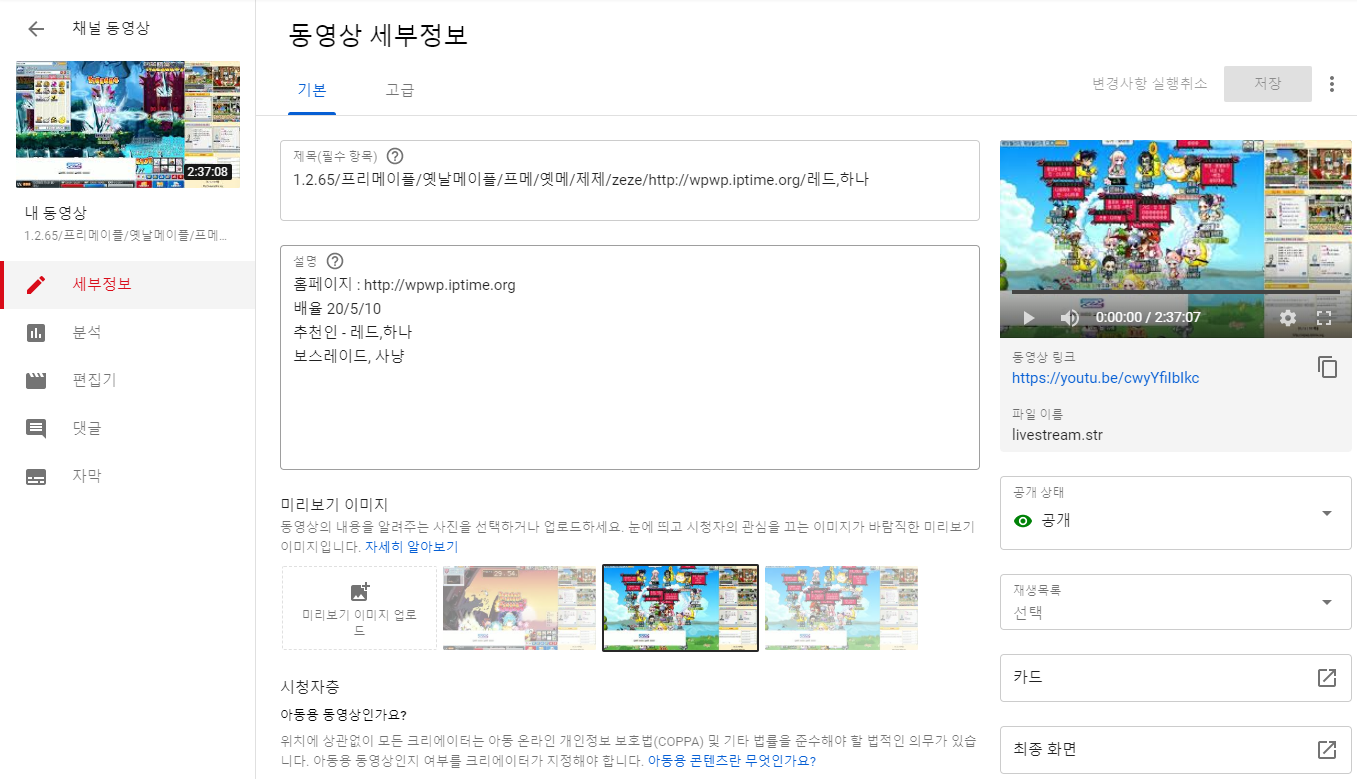 채널 동영상
2:37:08
내 동영상
1.2.65/프리메이플/옛날메이플/프메...
세부정보
분석
편집기
댓글
자막
동영상 세부정보
기본
고급
변경사항 실행취소
저장
제목(필수 항목)
1.2.65/프리메이플/옛날메이플/프메/옛메/제제/zeze/http://wpwp.iptime.org/레드,하나
설명
홈페이지 : http://wpwp.iptime.org
배율 20/5/10
추천인 - 레드,하나
보스레이드, 사냥
미리보기 이미지
동영상의 내용을 알려주는 사진을 선택하거나 업로드하세요. 눈에 띄고 시청자의 관심을 끄는 이미지가 바람직한 미리보기
이미지입니다. 자세히 알아보기
미리보기 이미지 업로
드
시청자층
아동용 동영상인가요?
위치에 상관없이 모든 크리에이터는 아동 온라인 개인정보 보호법(COPPA) 및 기타 법률을 준수해야 할 법적인 의무가 있습
니다. 아동용 동영상인지 여부를 크리에이터가 지정해야 합니다. 아동용 콘텐츠란 무엇인가요?
0:00:00 / 2:37:07
동영상 링크
https://youtu.be/cwyYfilbIkc
파일 이름
livestream.str
공개 상태
공개
재생목록
선택
카드
최종 화면